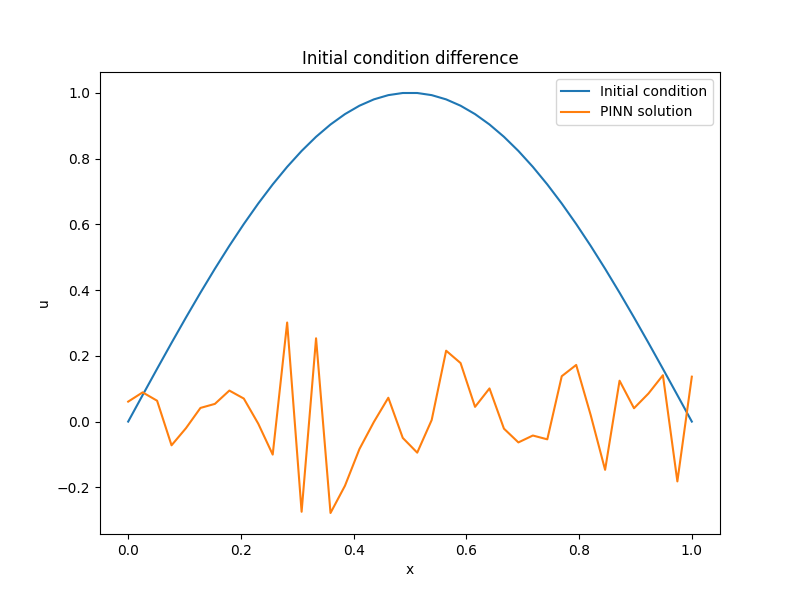 Initial condition difference
Initial condition
PINN solution
1.0
0.8
0.6
0.4
0.2
0.0
−0.2
u
0.0 0.2 0.4 0.6 0.8 1.0
x